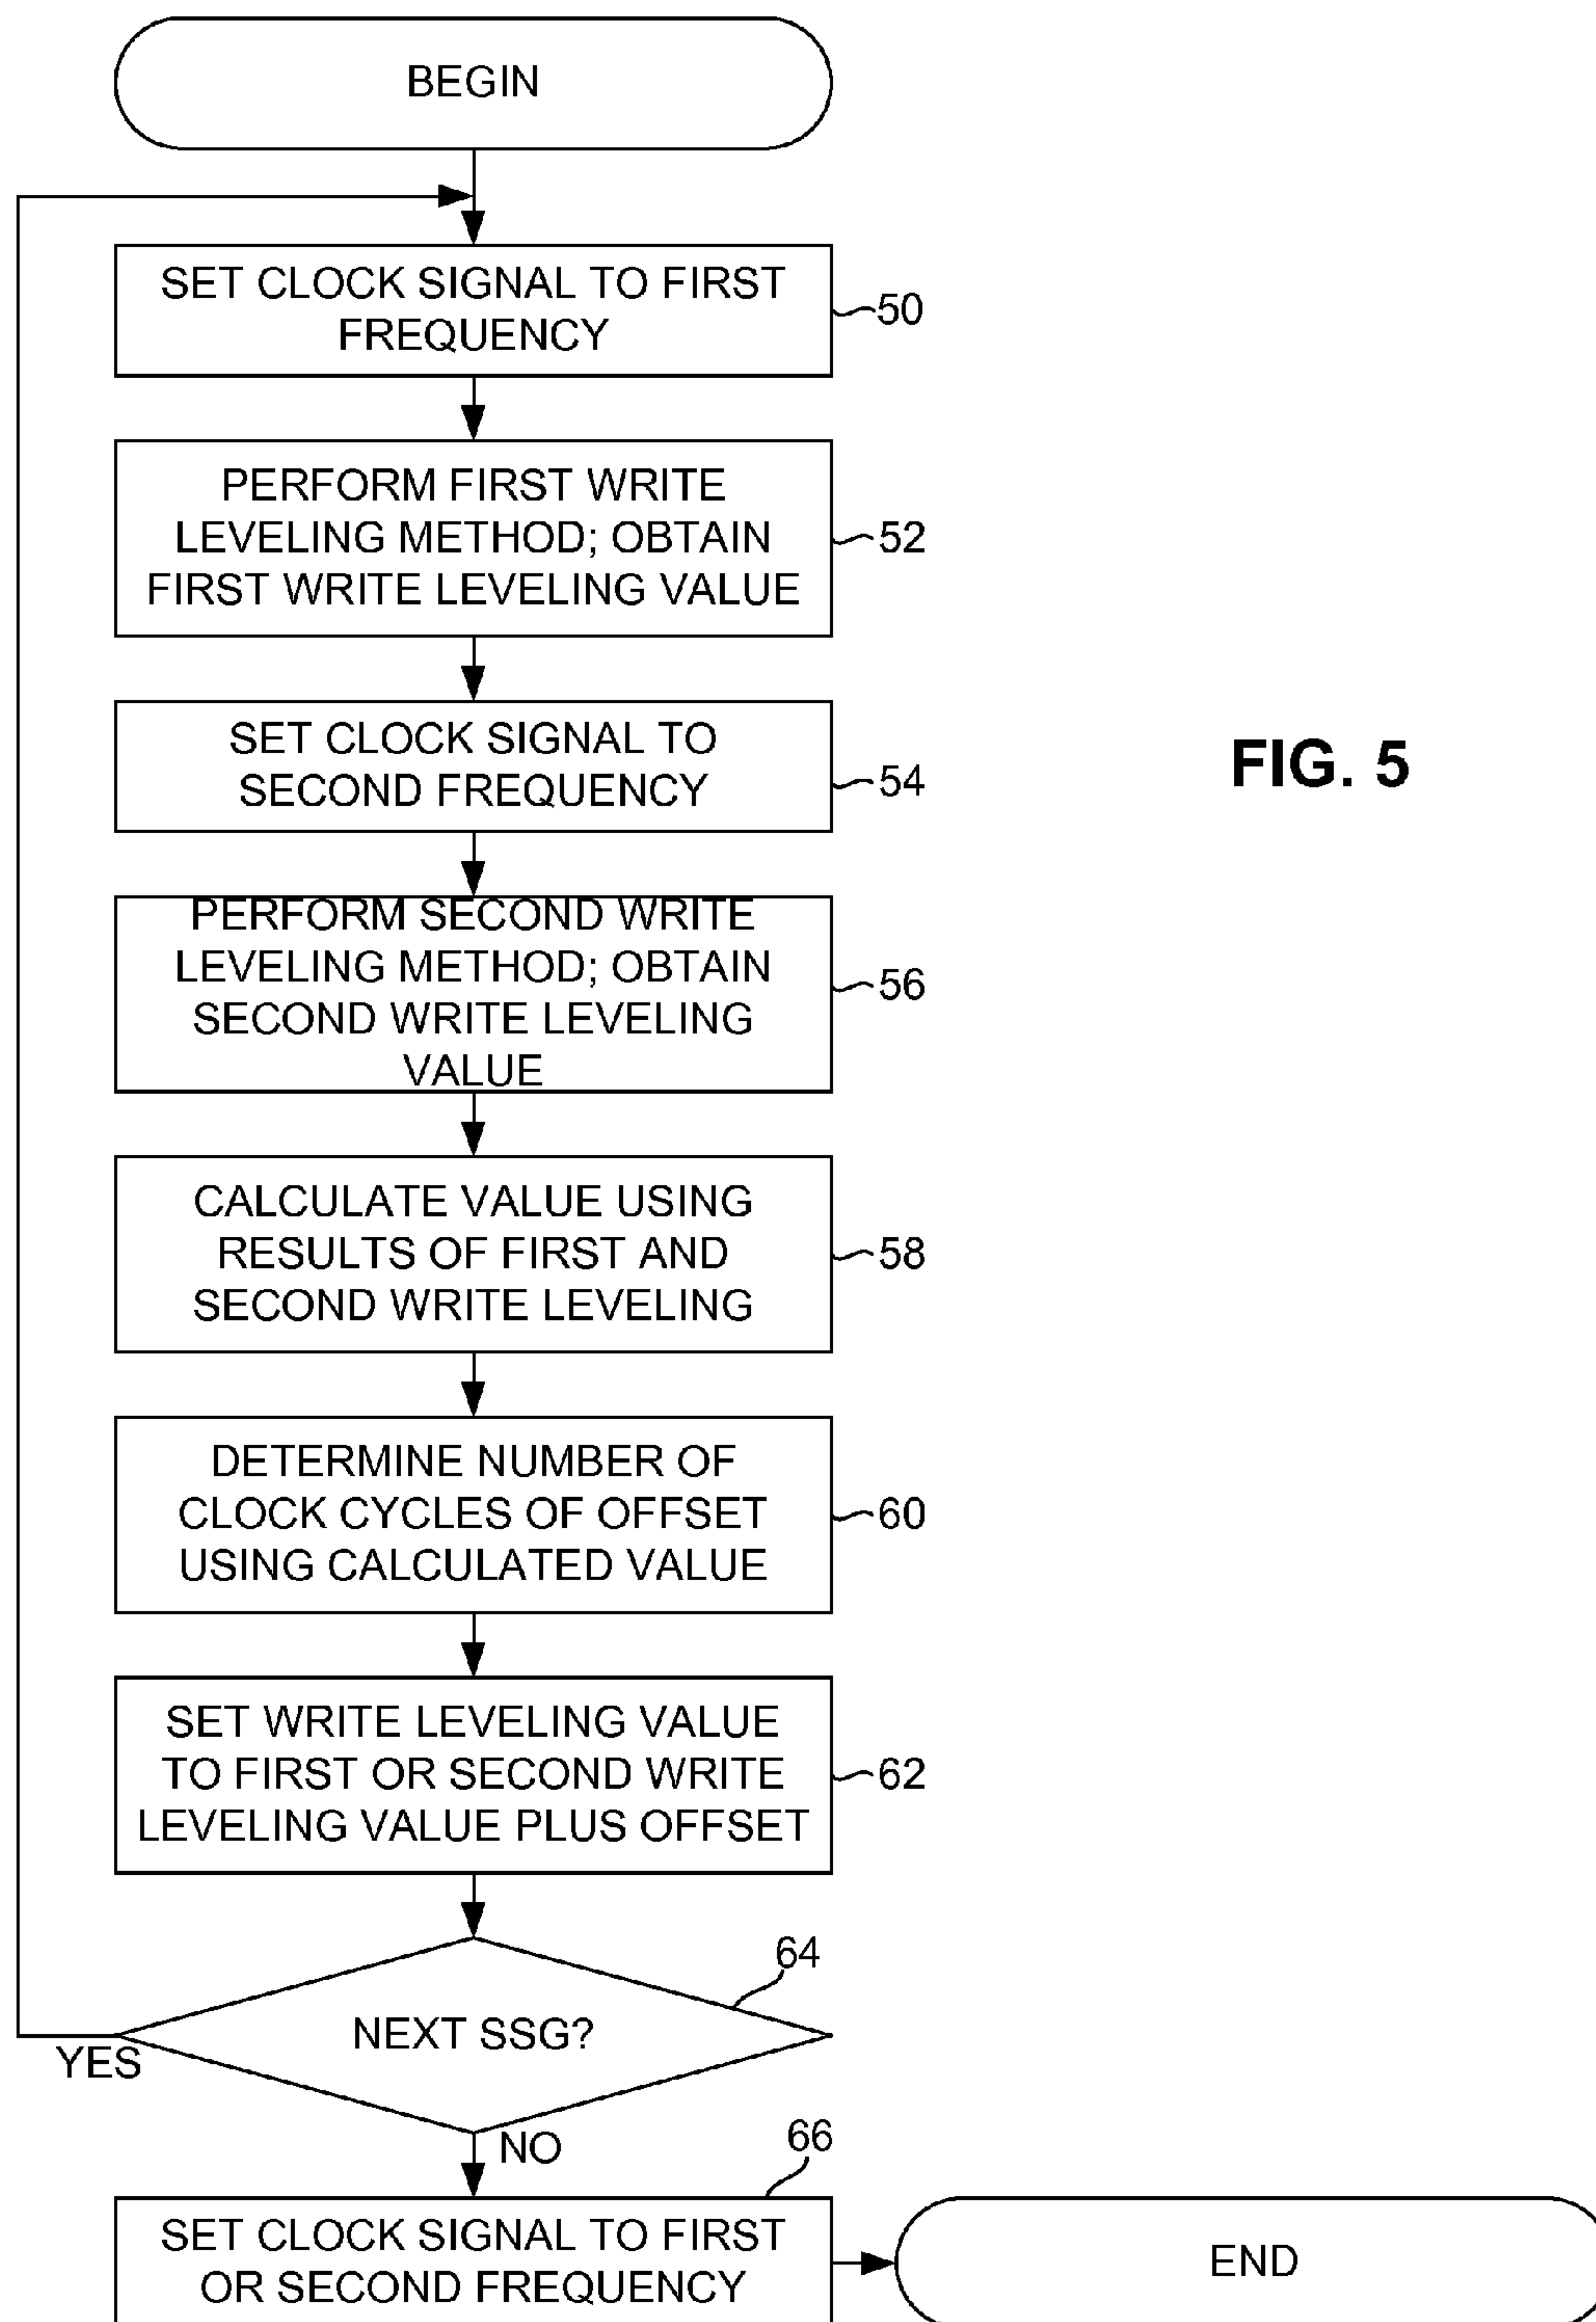 BEGIN
SET CLOCK SIGNAL TO FIRST
FREQUENCY
50
PERFORM FIRST WRITE
LEVELING METHOD; OBTAIN
FIRST WRITE LEVELING VALUE
52
SET CLOCK SIGNAL TO
SECOND FREQUENCY
54
FIG. 5
PERFORM SECOND WRITE
LEVELING METHOD; OBTAIN
SECOND WRITE LEVELING
VALUE
56
CALCULATE VALUE USING
RESULTS OF FIRST AND
SECOND WRITE LEVELING
58
DETERMINE NUMBER OF
CLOCK CYCLES OF OFFSET
USING CALCULATED VALUE
60
SET WRITE LEVELING VALUE
TO FIRST OR SECOND WRITE
LEVELING VALUE PLUS OFFSET
62
64
NEXT SSG?
YES
NO
66
SET CLOCK SIGNAL TO FIRST
OR SECOND FREQUENCY
END